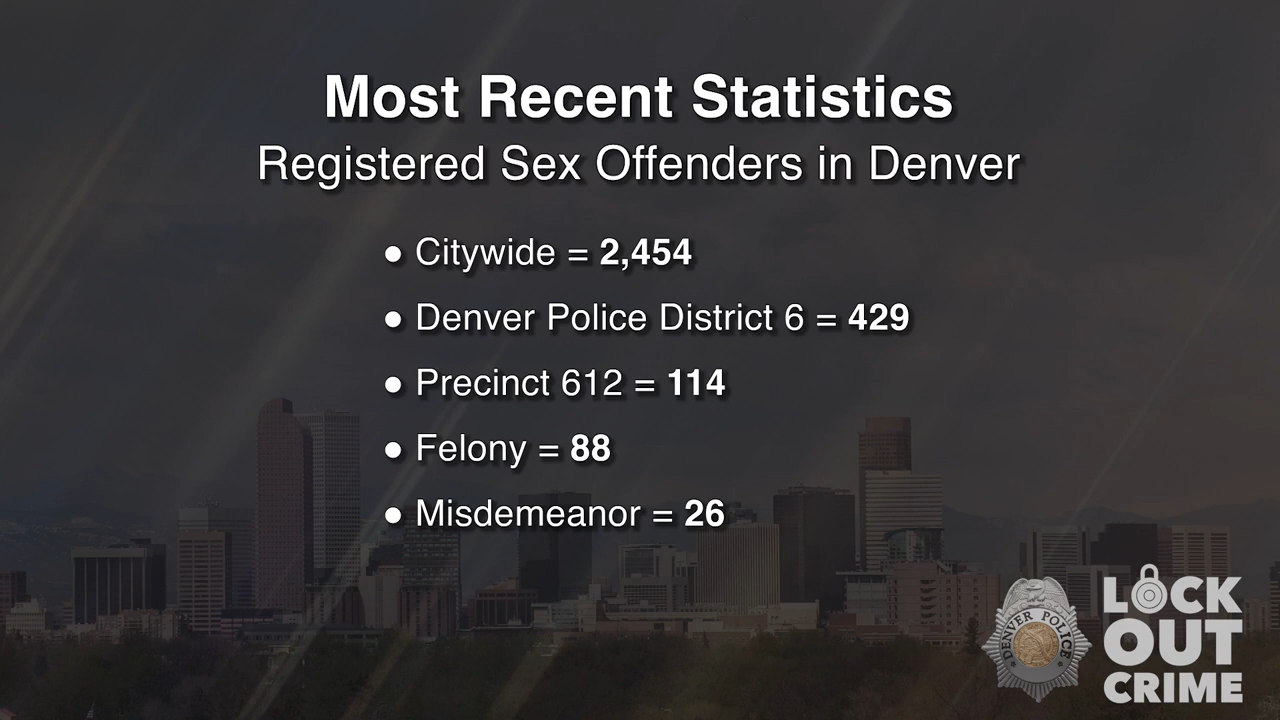 Most Recent Statistics
Registered Sex Offenders in Denver
● Citywide = 2,454
● Denver Police District 6 = 429
● Precinct 612 = 114
● Felony = 88
● Misdemeanor = 26
DENVER POLICE
LOCK
OUT
CRIME